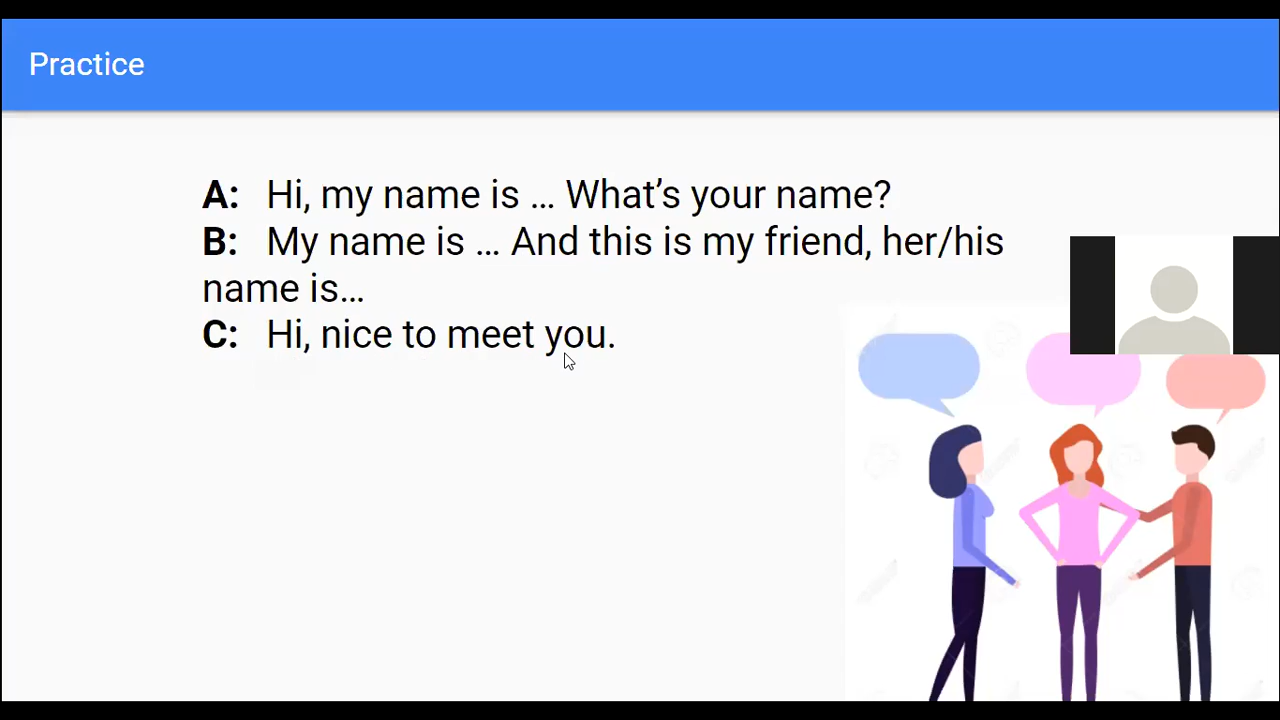 Practice
A: Hi, my name is ... What’s your name?
B: My name is ... And this is my friend, her/his
name is...
C: Hi, nice to meet you.